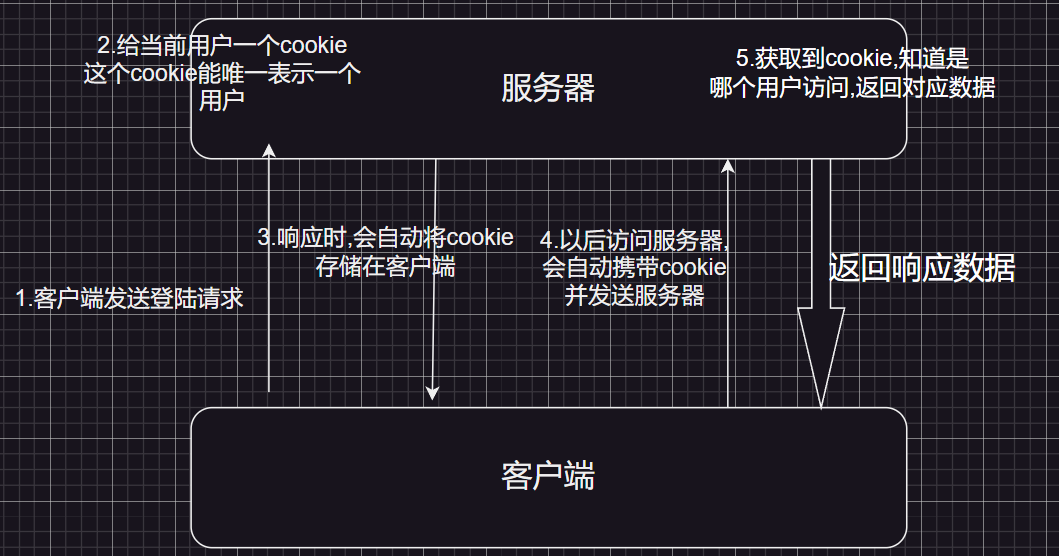 2.给当前用户一个cookie
这个cookie能唯一表示一个
用户
服务器
5.获取到cookie,知道是
哪个用户访问,返回对应数据
3.响应时,会自动将cookie
存储在客户端
4.以后访问服务器,
会自动携带cookie
并发送服务器
返回响应数据
1.客户端发送登陆请求
客户端